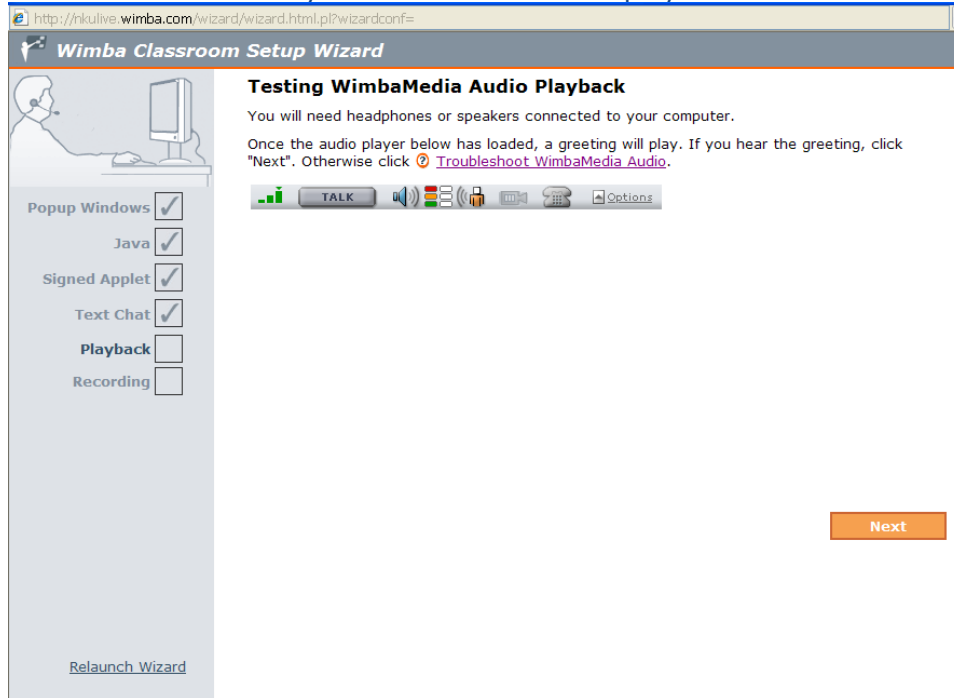 http://nkulive.wimba.com/wizard/wizard.html.pl?wizardconf=
Wimba Classroom Setup Wizard
Testing WimbaMedia Audio Playback
You will need headphones or speakers connected to your computer.
Once the audio player below has loaded, a greeting will play. If you hear the greeting, click
"Next". Otherwise click ? Troubleshoot WimbaMedia Audio.
TALK Options
Popup Windows
Java
Signed Applet
Text Chat
Playback
Recording
Next
Relaunch Wizard